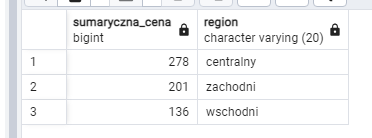 sumaryczna_cena region
bigint character varying (20)
1 278 centralny
2 201 zachodni
3 136 wschodni